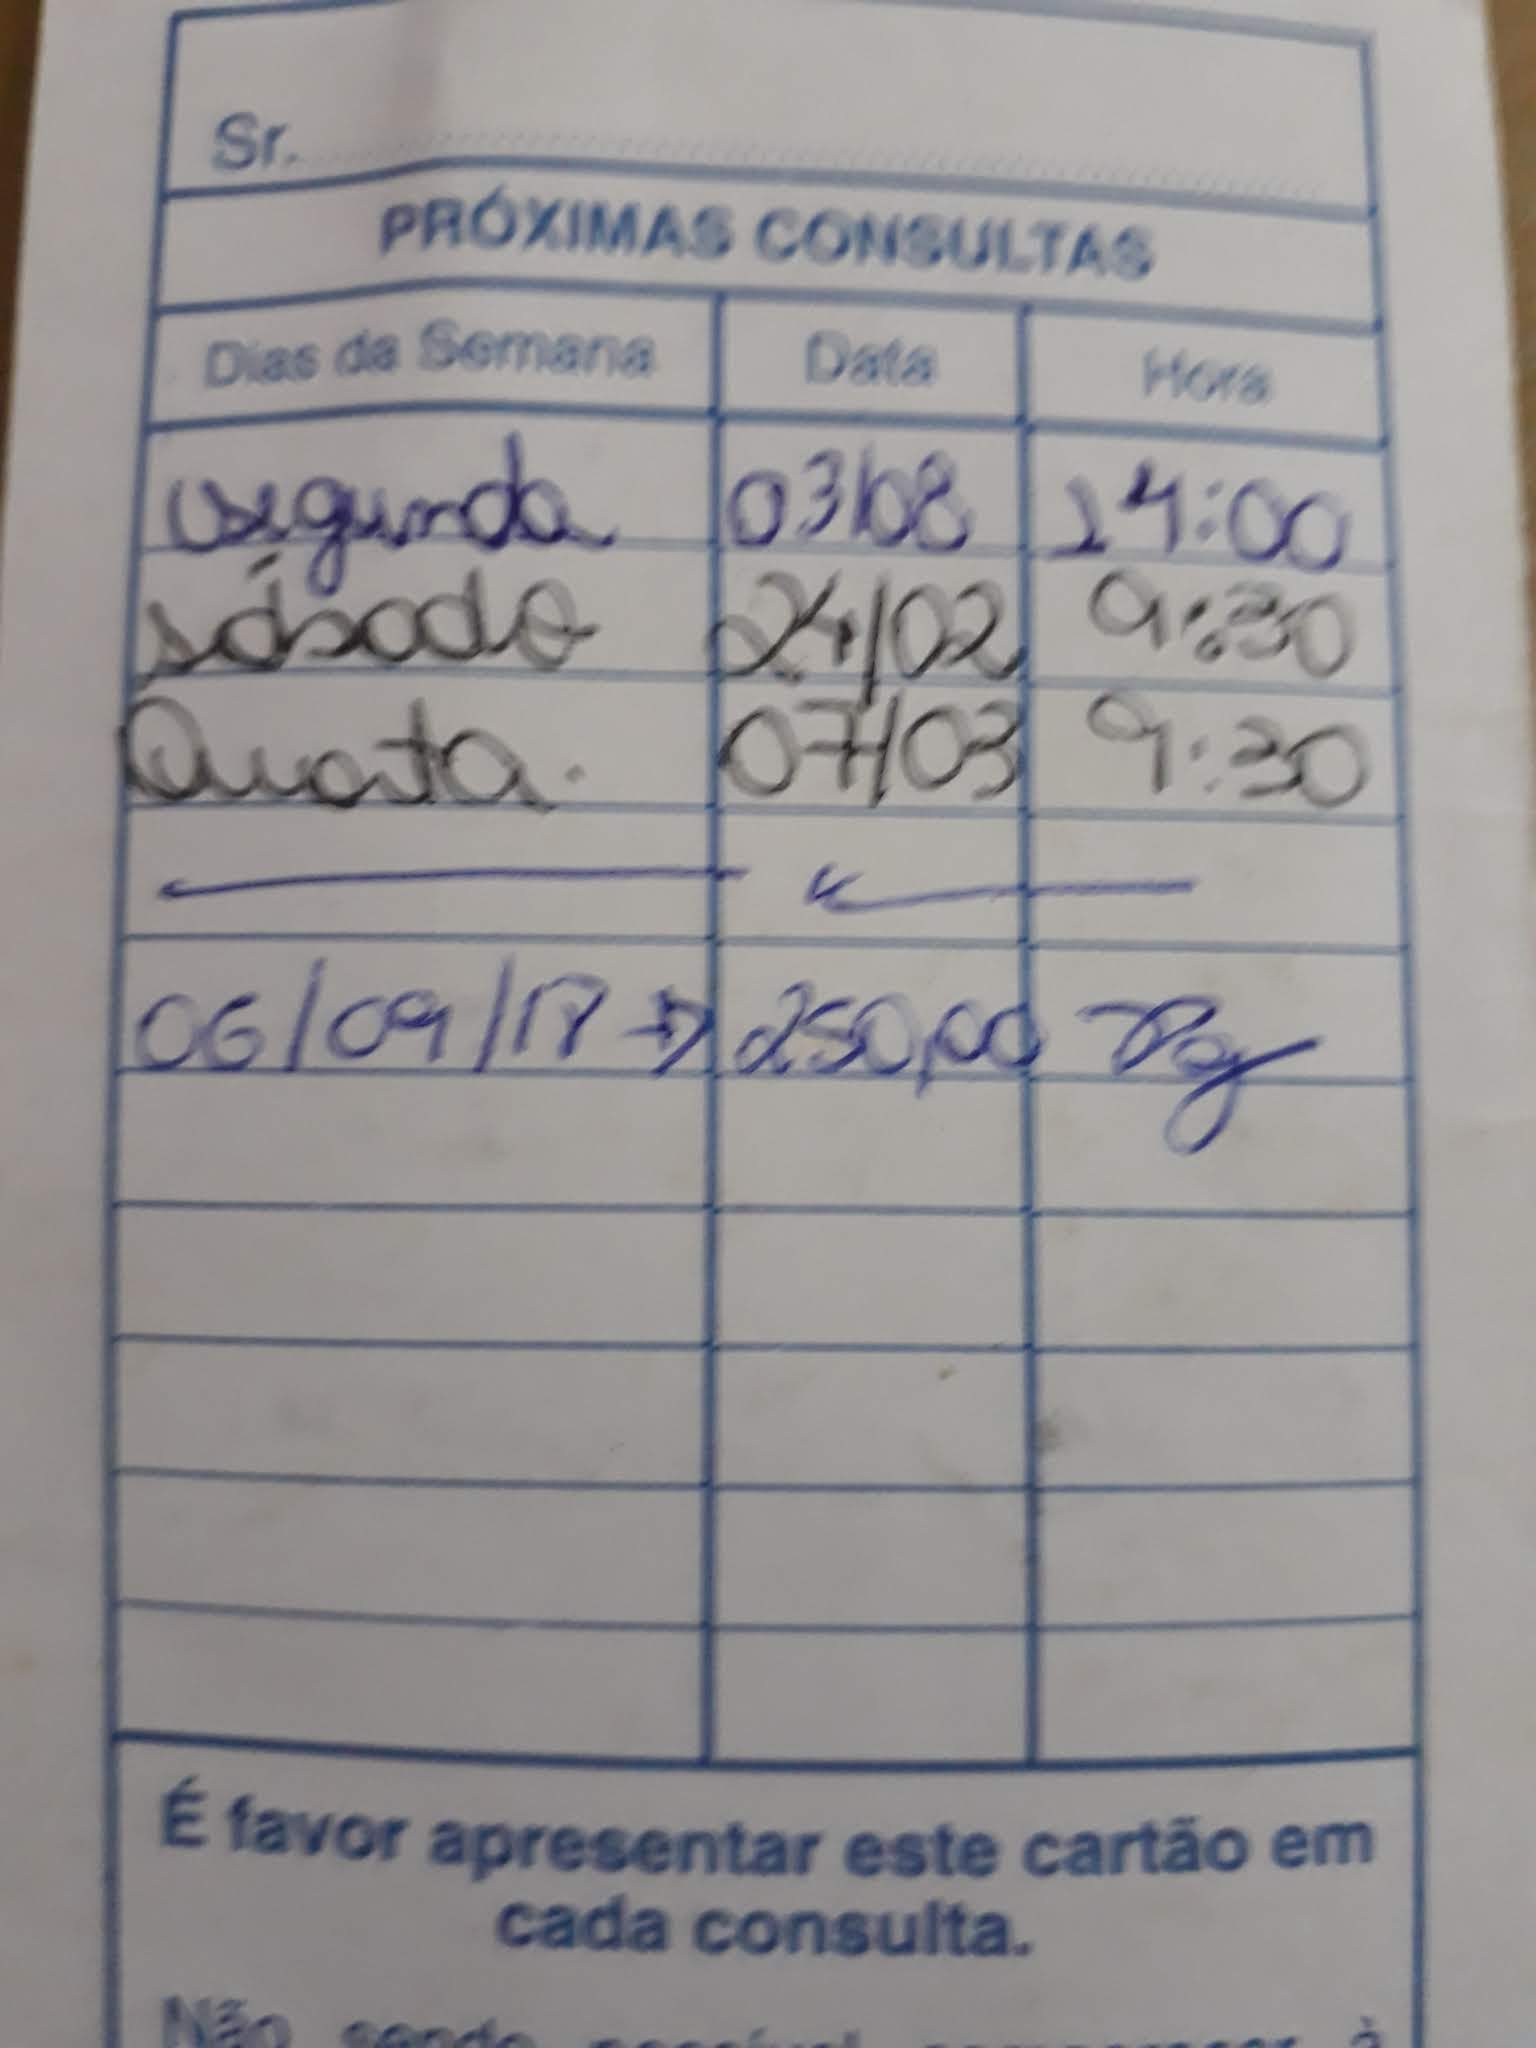 Sr.
PRÓXIMAS CONSULTAS
Dias da Semana Data Hora
segunda 03/08 14:00
sábado 24/02 9:30
Quarta. 07/03 9:30
06/09/17 → 250,00 Pg
É favor apresentar este cartão em
cada consulta.
Não sendo possível comparecer à